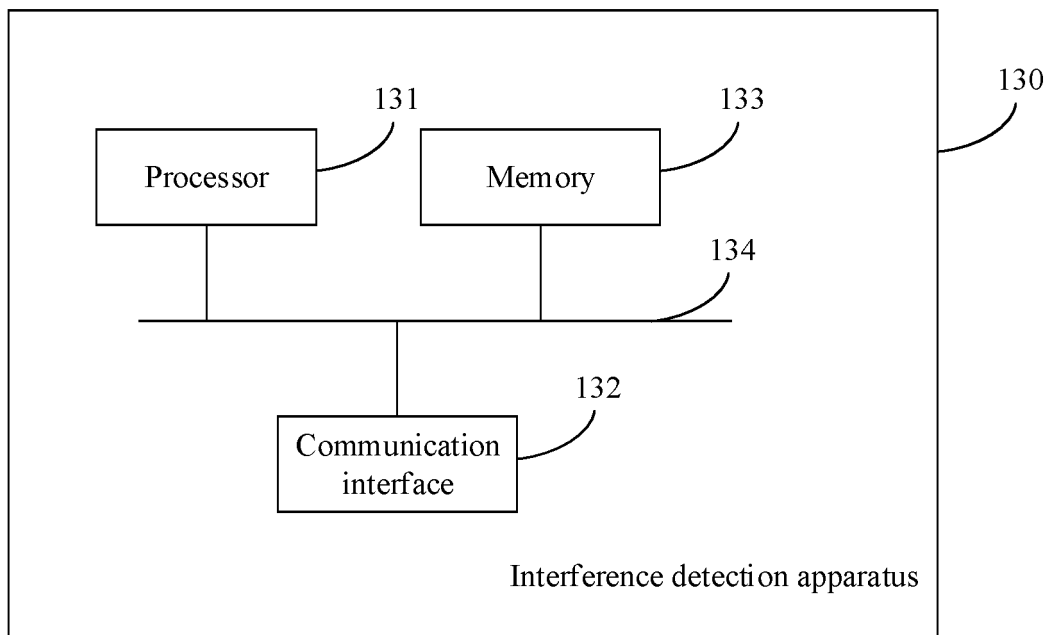 130
131
133
Processor
Memory
134
132
Communication
interface
Interference detection apparatus